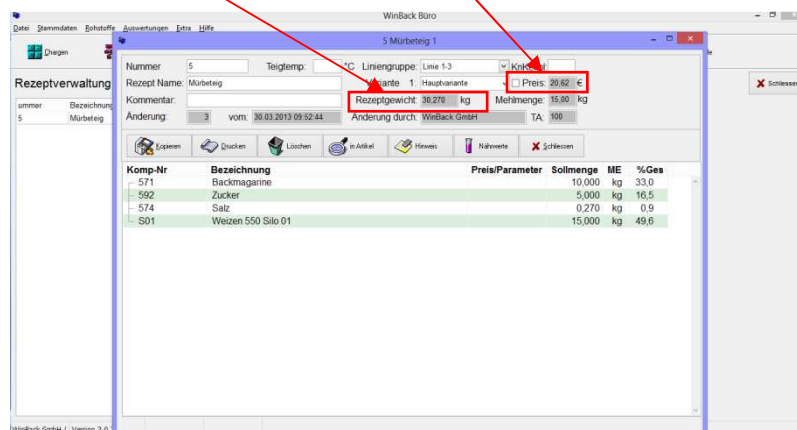 WinBack Büro
Datei Stammdaten Rohstoffe Auswertungen Extra Hilfe
5 Mürbeteig 1
Chargen
Nummer 5 Teigtemp: °C Liniengruppe: Linie 1-3
Rezeptverwaltung
Rezept Name: Mürbeteig Variante 1: Hauptvariante Preis: 20,62 €
Schliessen
Kommentar: Rezeptgewicht: 30.270 kg Mehlmenge: 15,00 kg
ummer Bezeichnung
Änderung: 3 vom: 30.03.2013 09:52:44 Änderung durch: WinBack GmbH TA: 100
5 Mürbeteig
Kopieren Drucken Löschen in Artikel Hinweis Nährwerte Schliessen
Komp-Nr Bezeichnung Preis/Parameter Sollmenge ME %Ges
571 Backmagarine 10,000 kg 33,0
592 Zucker 5,000 kg 16,5
574 Salz 0,270 kg 0,9
S01 Weizen 550 Silo 01 15,000 kg 49,6